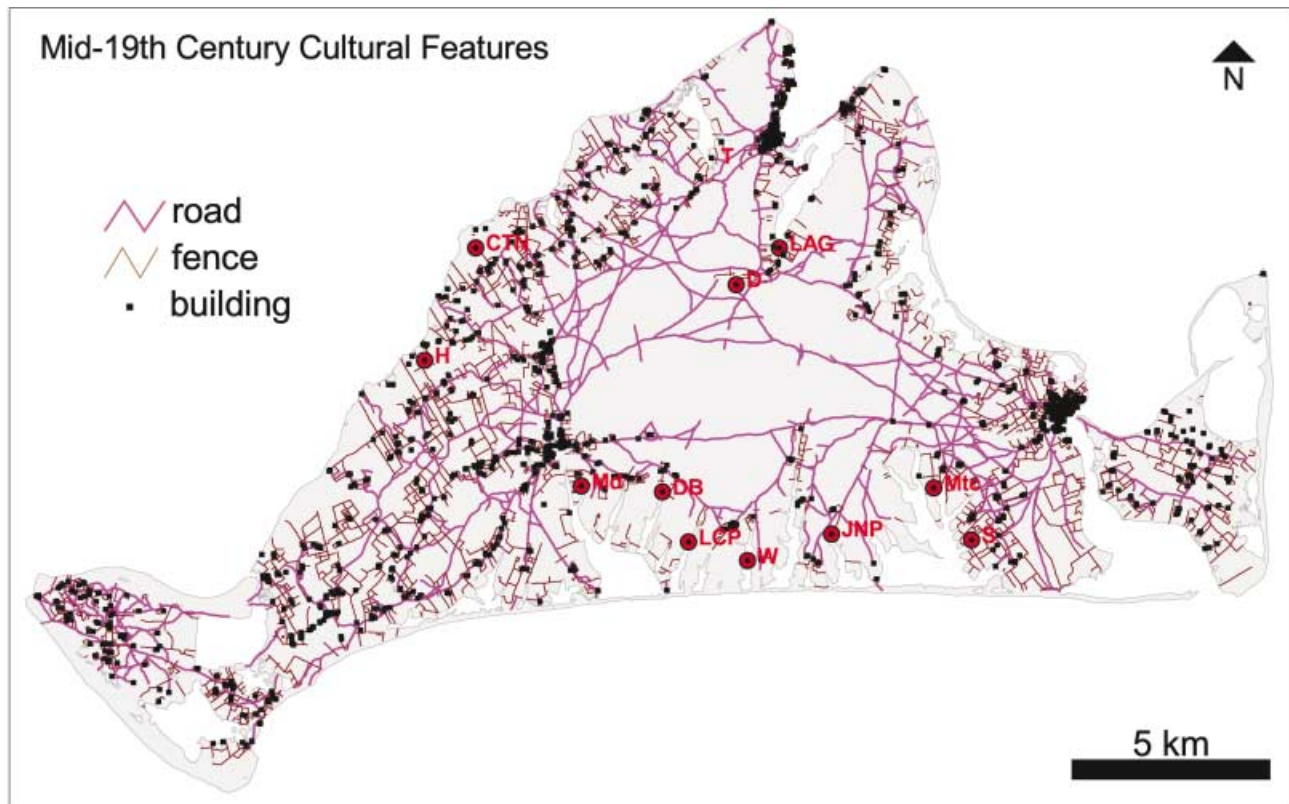 Mid-19th Century Cultural Features
N
road
fence
building
T
CTN
LAG
D
H
Md
DB
Mtc
LCP
W
JNP
S
5 km